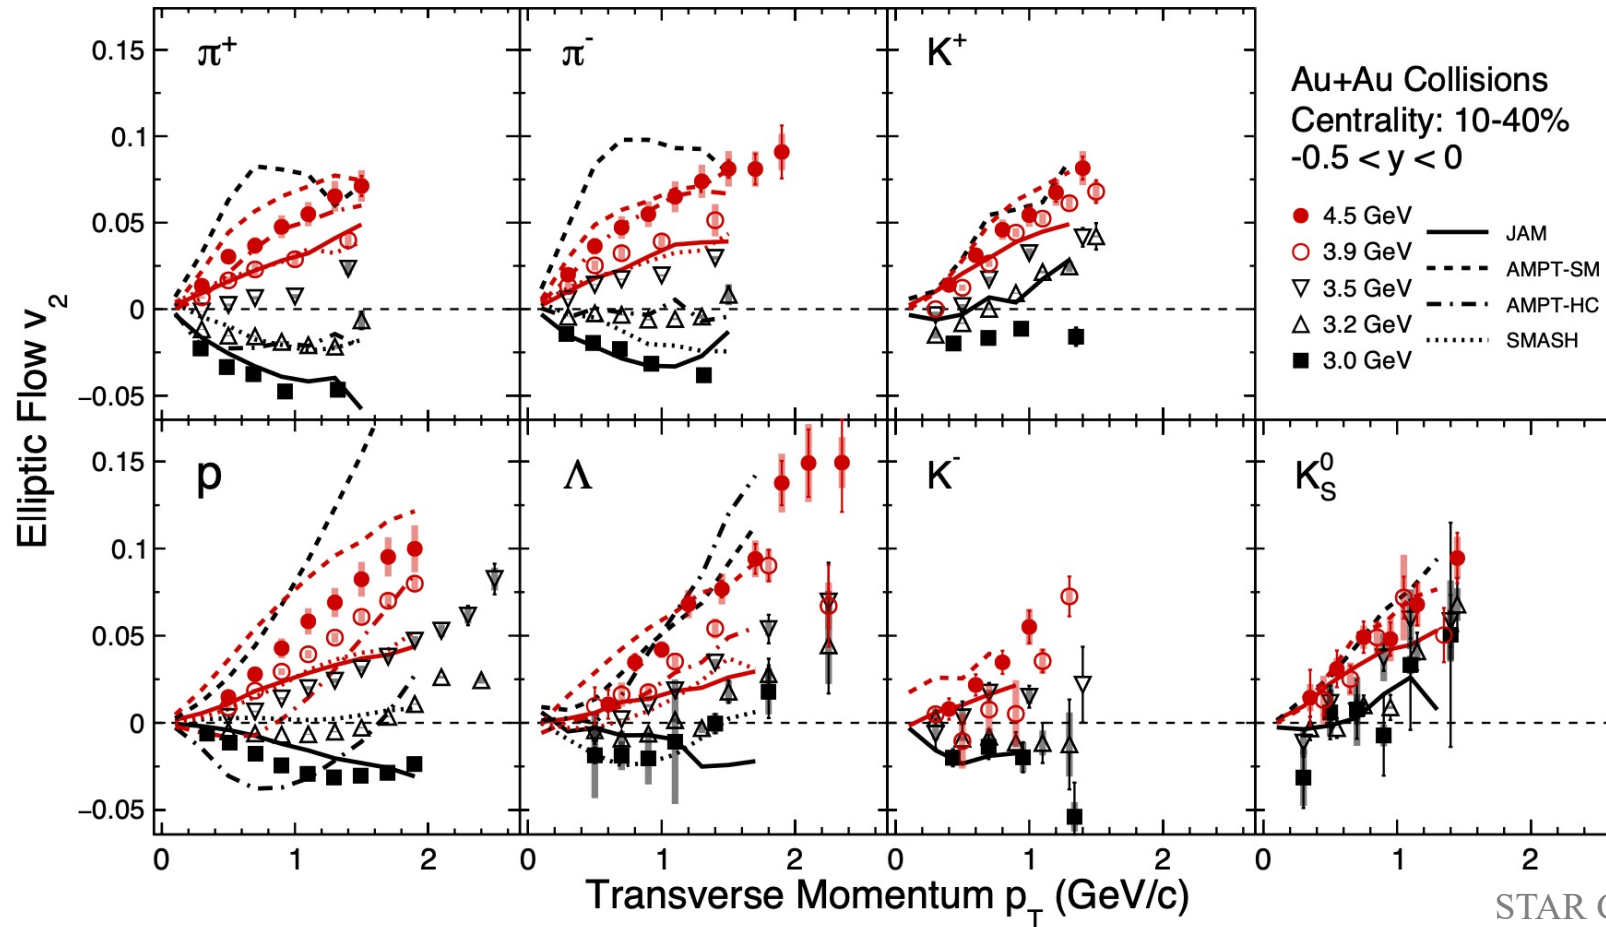 π⁺
π⁻
K⁺
Au+Au Collisions
Centrality: 10-40%
-0.5 < y < 0
4.5 GeV
3.9 GeV
3.5 GeV
3.2 GeV
3.0 GeV
JAM
AMPT-SM
AMPT-HC
SMASH
0.15
0.1
0.05
0
−0.05
Elliptic Flow v₂
p
Λ
K⁻
K⁰_S
0.15
0.1
0.05
0
−0.05
0 1 2 0 1 2 0 1 2 0 1 2
Transverse Momentum p_T (GeV/c)
STAR